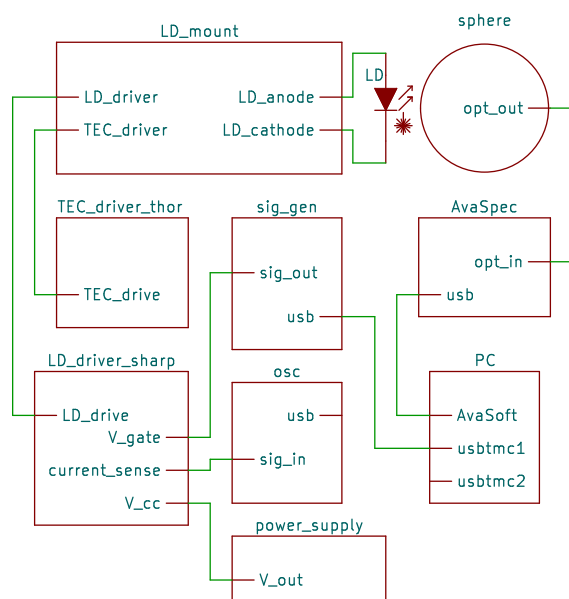 sphere
LD_mount
LD
LD_driver
LD_anode
opt_out
TEC_driver
LD_cathode
TEC_driver_thor
sig_gen
AvaSpec
sig_out
opt_in
TEC_drive
usb
usb
LD_driver_sharp
osc
PC
LD_drive
usb
AvaSoft
V_gate
usbtmc1
current_sense
sig_in
usbtmc2
V_cc
power_supply
V_out